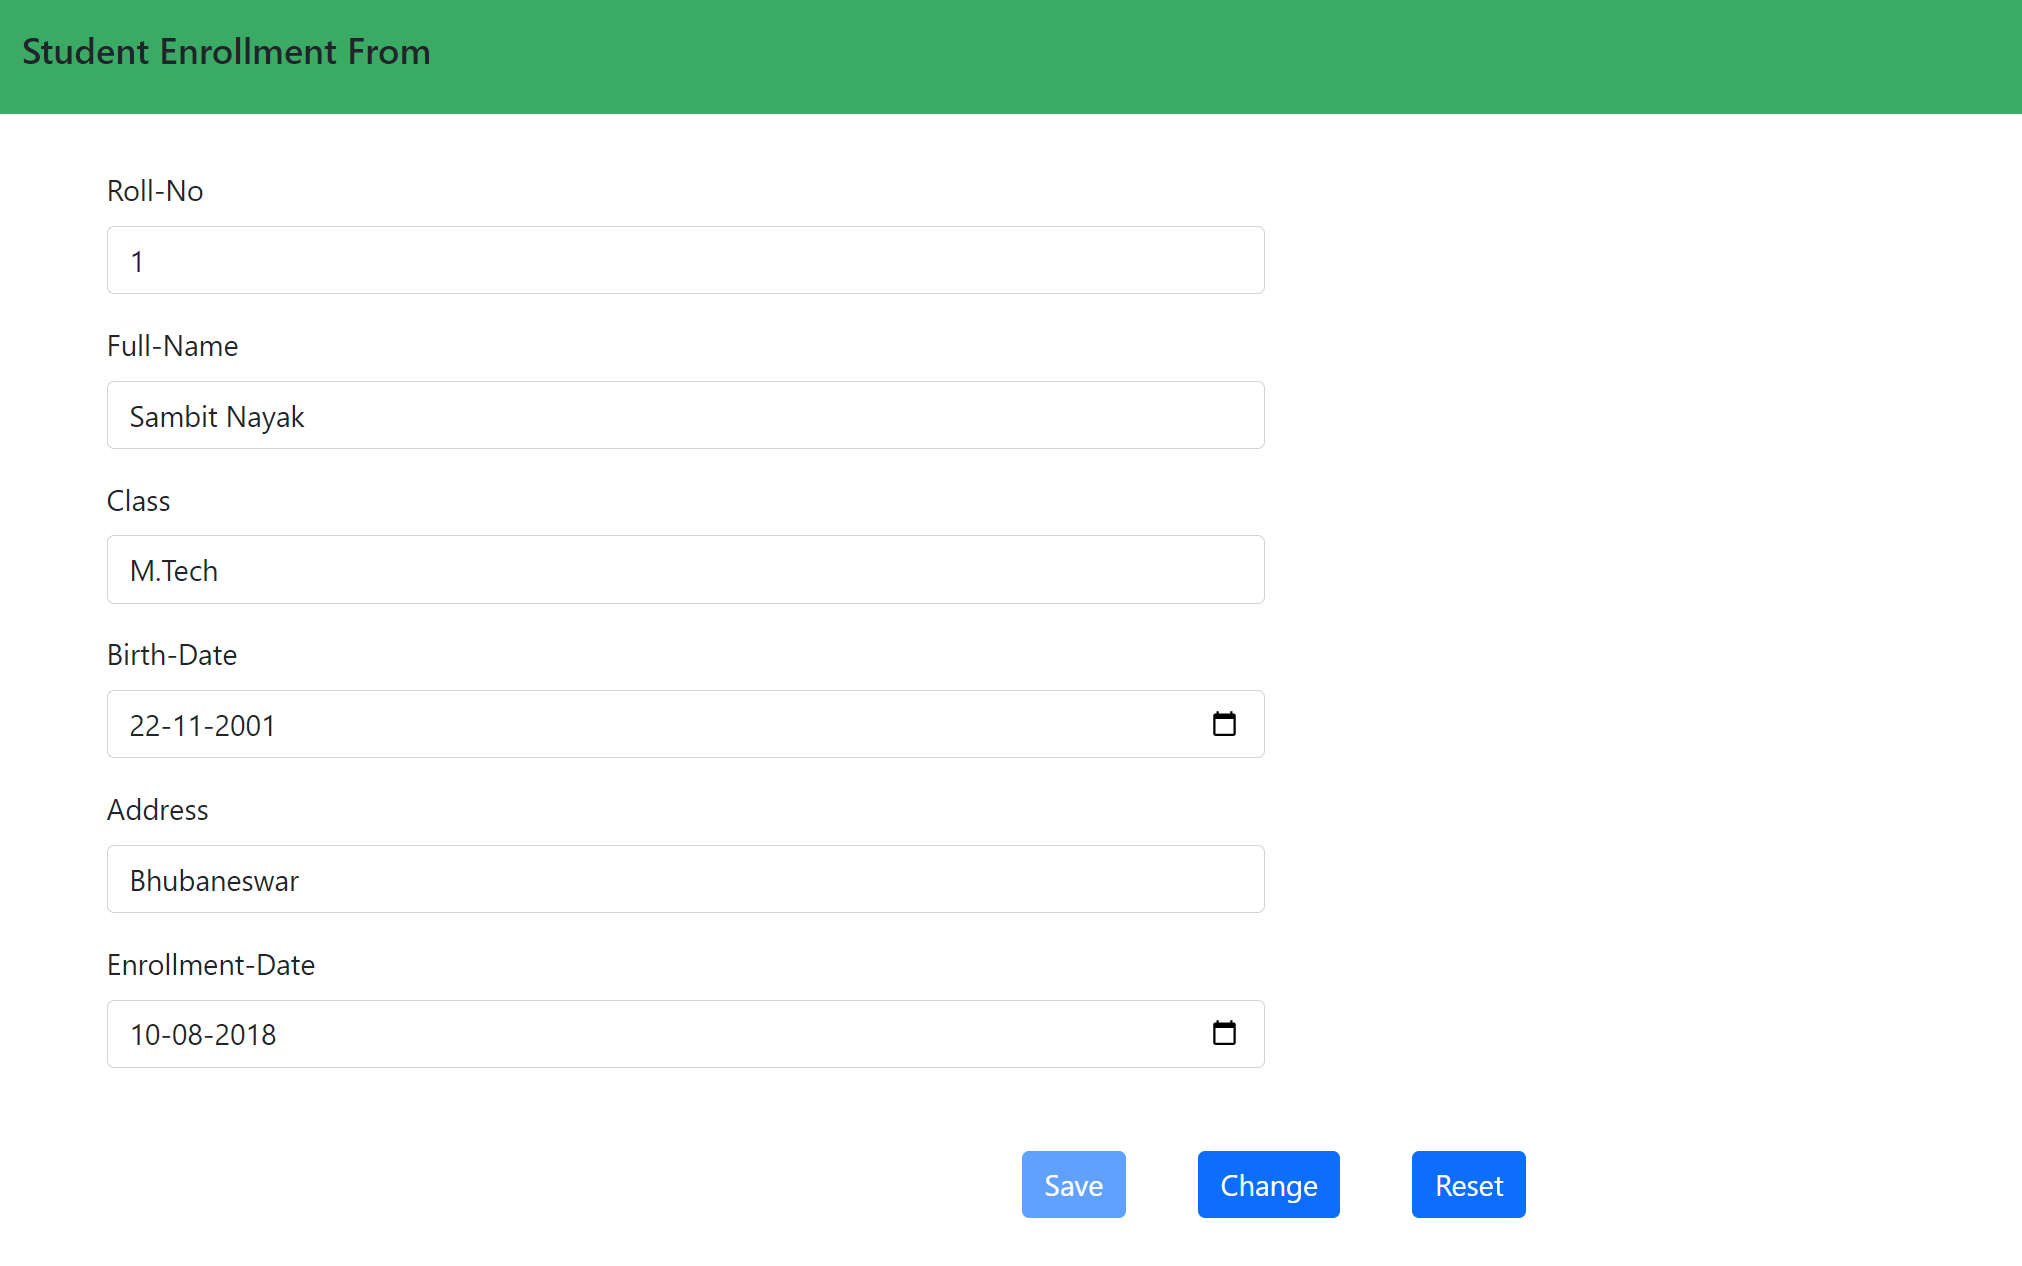 Student Enrollment From
Roll-No
1
Full-Name
Sambit Nayak
Class
M.Tech
Birth-Date
22-11-2001
Address
Bhubaneswar
Enrollment-Date
10-08-2018
Save Change Reset